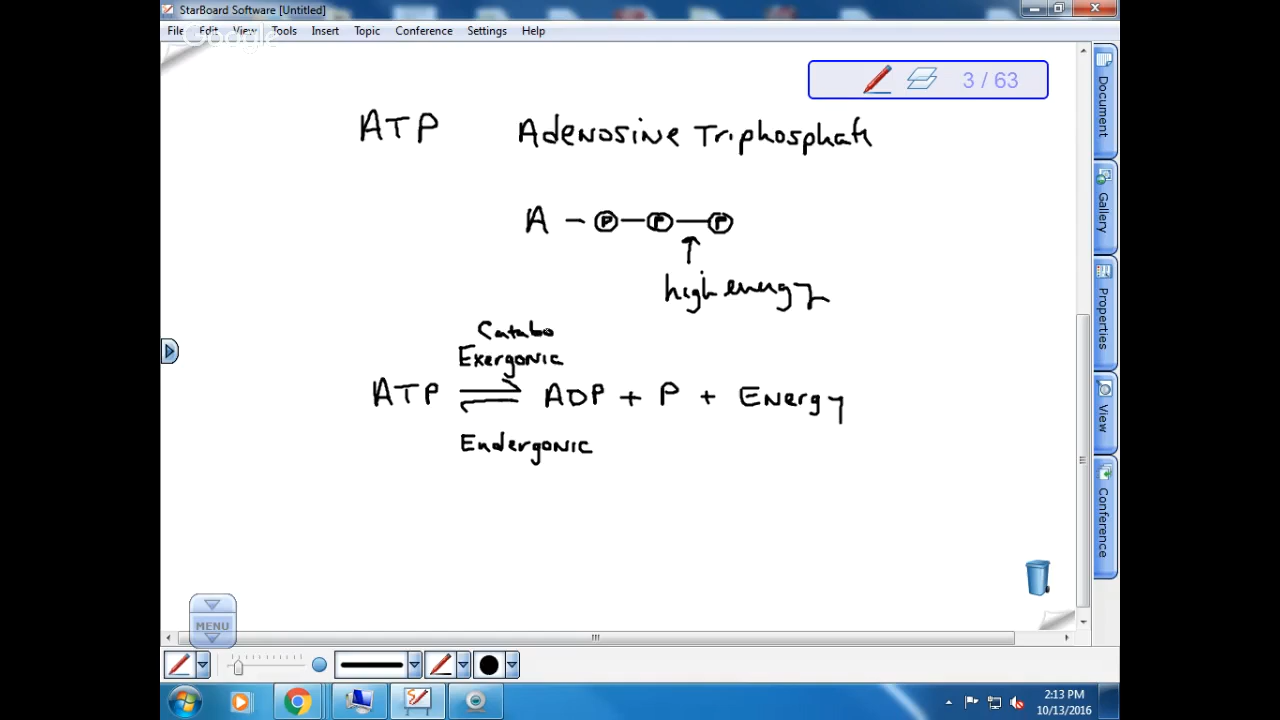 StarBoard Software [Untitled]
File Edit View Tools Insert Topic Conference Settings Help
Google
3 / 63
ATP Adenosine Triphosphate
A – P – P – P
high energy
Catabo
Exergonic
ATP ⇌ ADP + P + Energy
Endergonic
Document
Gallery
Properties
View
Conference
MENU
2:13 PM
10/13/2016